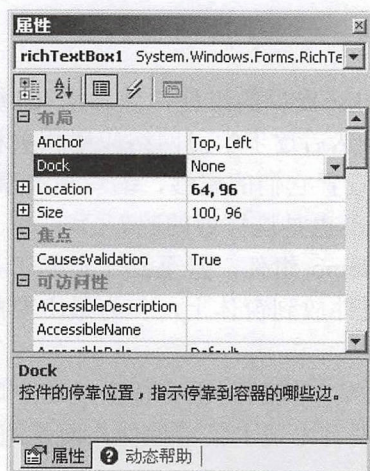 属性
richTextBox1 System.Windows.Forms.RichTe
布局
Anchor Top, Left
Dock None
Location 64, 96
Size 100, 96
焦点
CausesValidation True
可访问性
AccessibleDescription
AccessibleName
AccessibleRole Default
Dock
控件的停靠位置，指示停靠到容器的哪些边。
属性 动态帮助